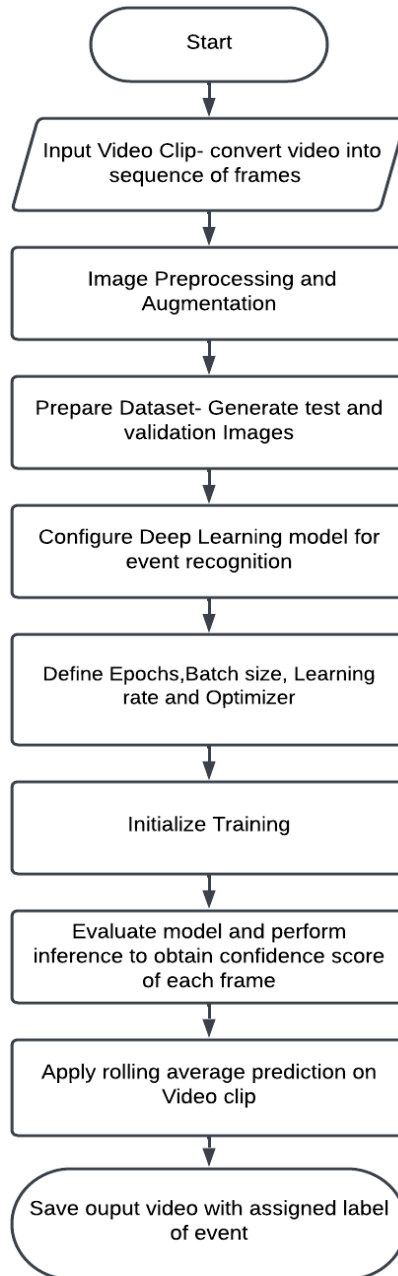 Start
Input Video Clip- convert video into
sequence of frames
Image Preprocessing and
Augmentation
Prepare Dataset- Generate test and
validation Images
Configure Deep Learning model for
event recognition
Define Epochs,Batch size, Learning
rate and Optimizer
Initialize Training
Evaluate model and perform
inference to obtain confidence score
of each frame
Apply rolling average prediction on
Video clip
Save ouput video with assigned label
of event